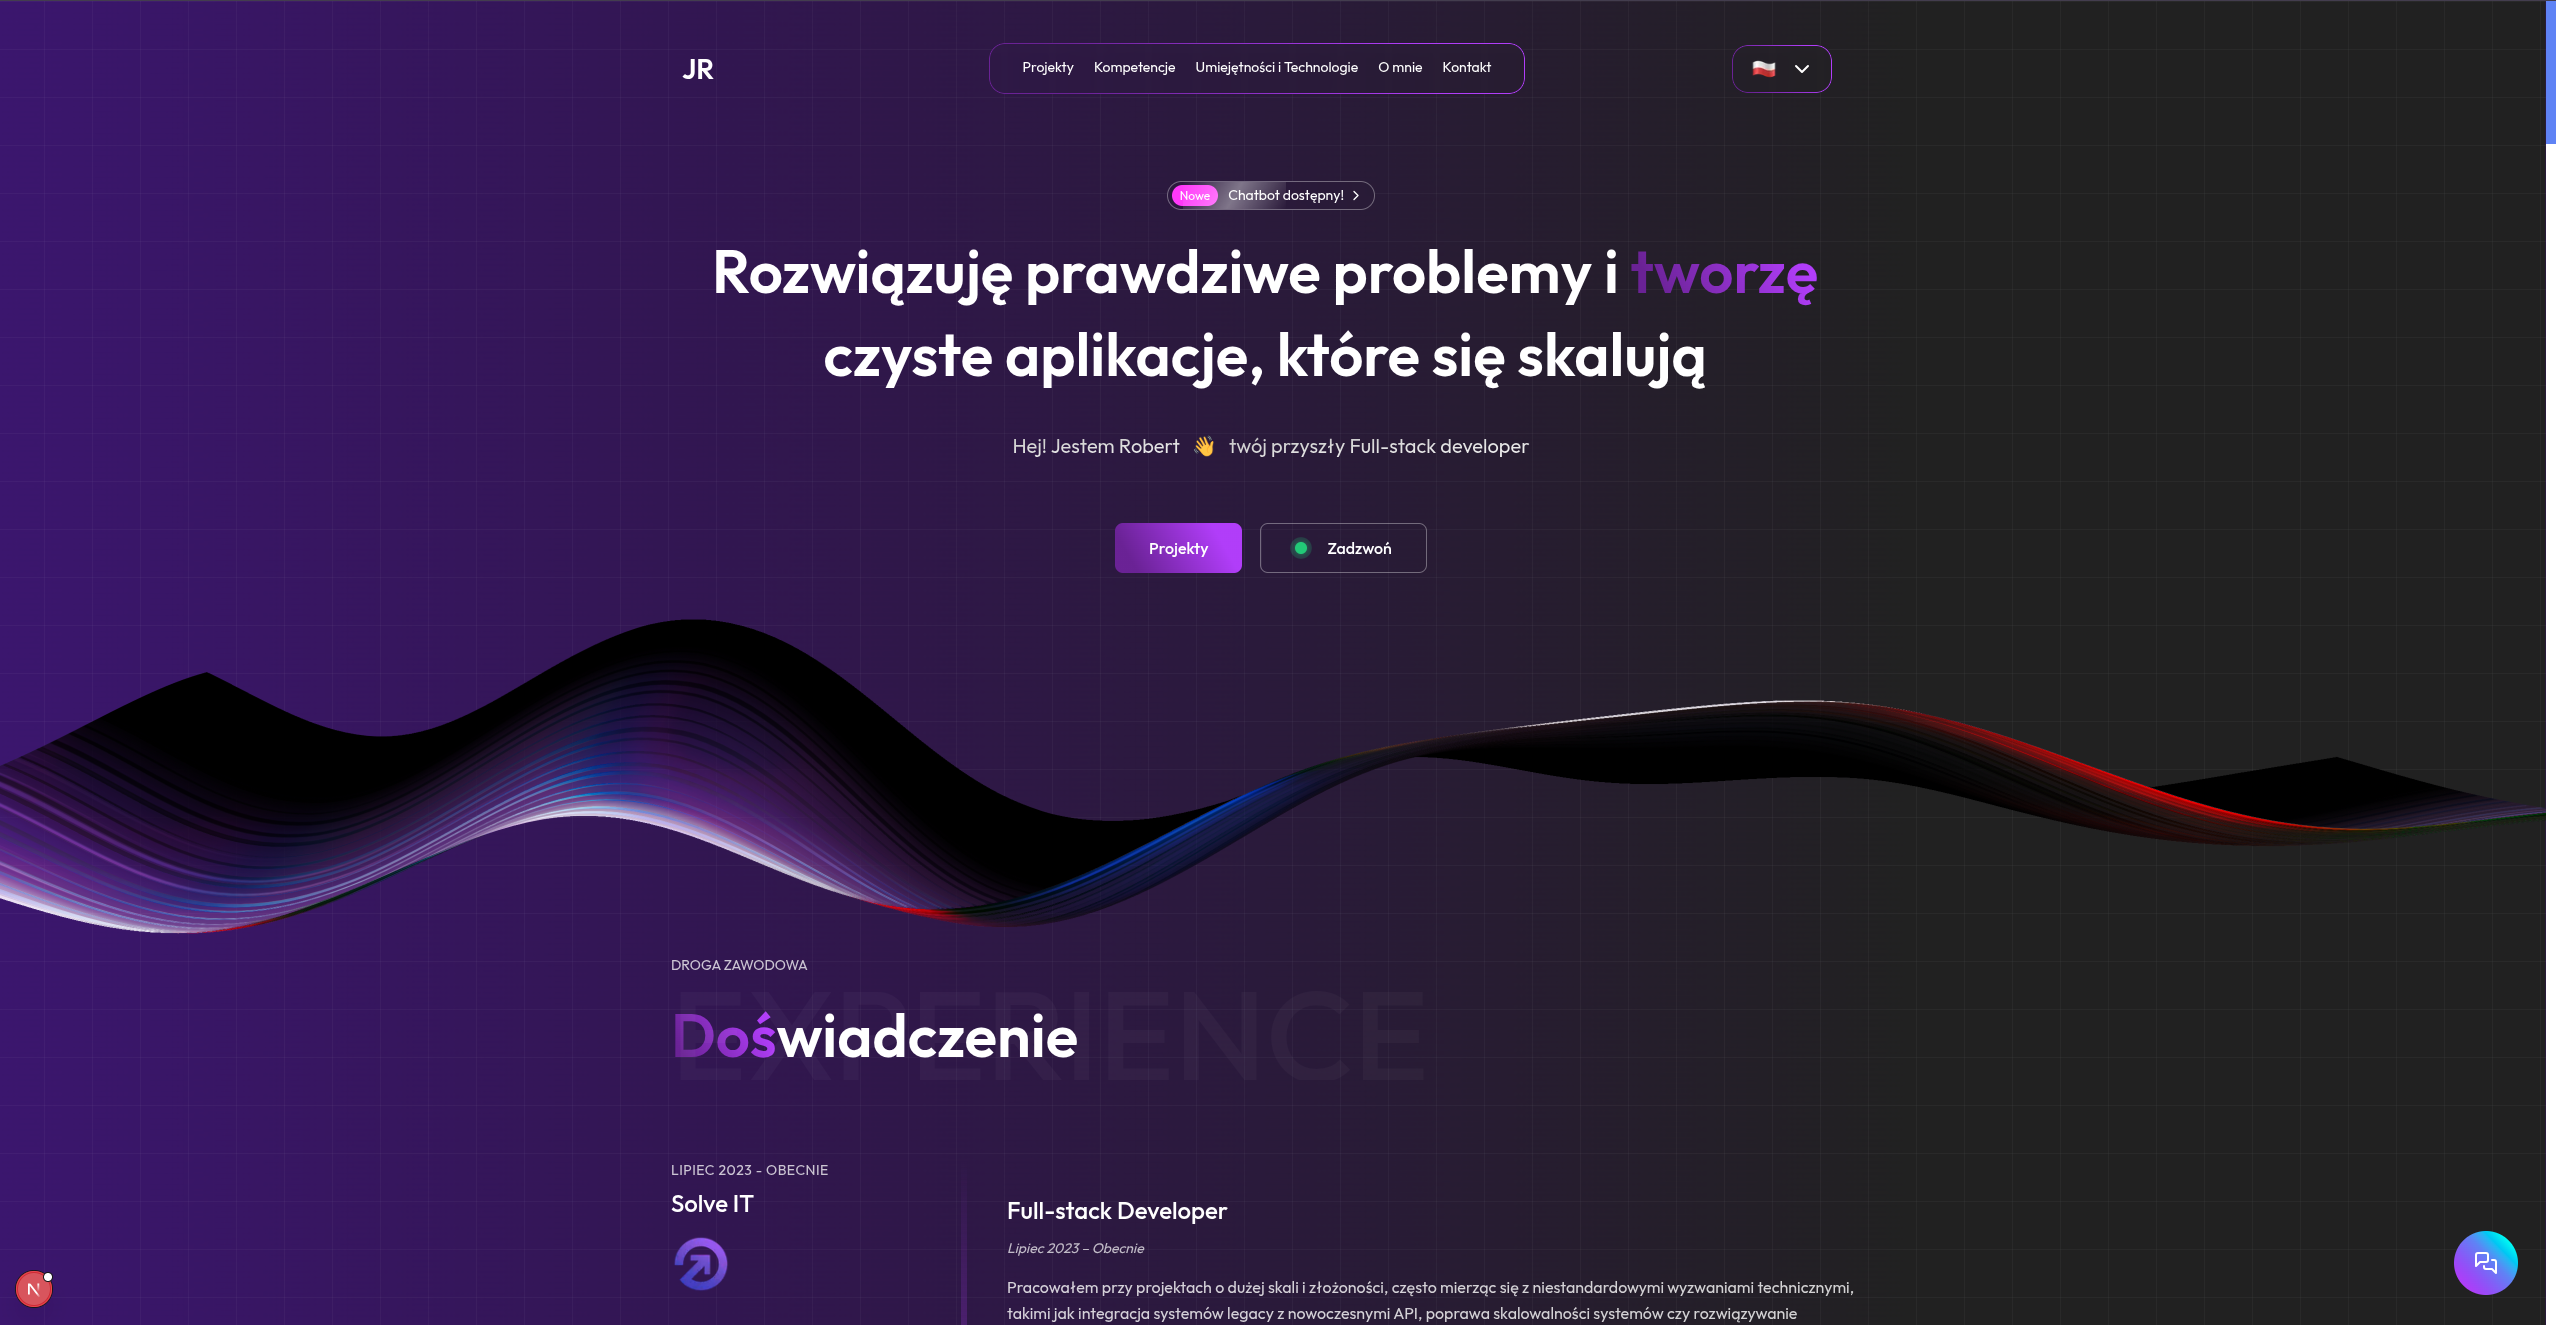 JR
Projekty Kompetencje Umiejętności i Technologie O mnie Kontakt
Nowe Chatbot dostępny!
Rozwiązuję prawdziwe problemy i tworzę
czyste aplikacje, które się skalują
Hej! Jestem Robert 👋 twój przyszły Full-stack developer
Projekty
Zadzwoń
DROGA ZAWODOWA
EXPERIENCE
Doświadczenie
LIPIEC 2023 - OBECNIE
Solve IT
Full-stack Developer
Lipiec 2023 – Obecnie
Pracowałem przy projektach o dużej skali i złożoności, często mierząc się z niestandardowymi wyzwaniami technicznymi,
takimi jak integracja systemów legacy z nowoczesnymi API, poprawa skalowalności systemów czy rozwiązywanie
N